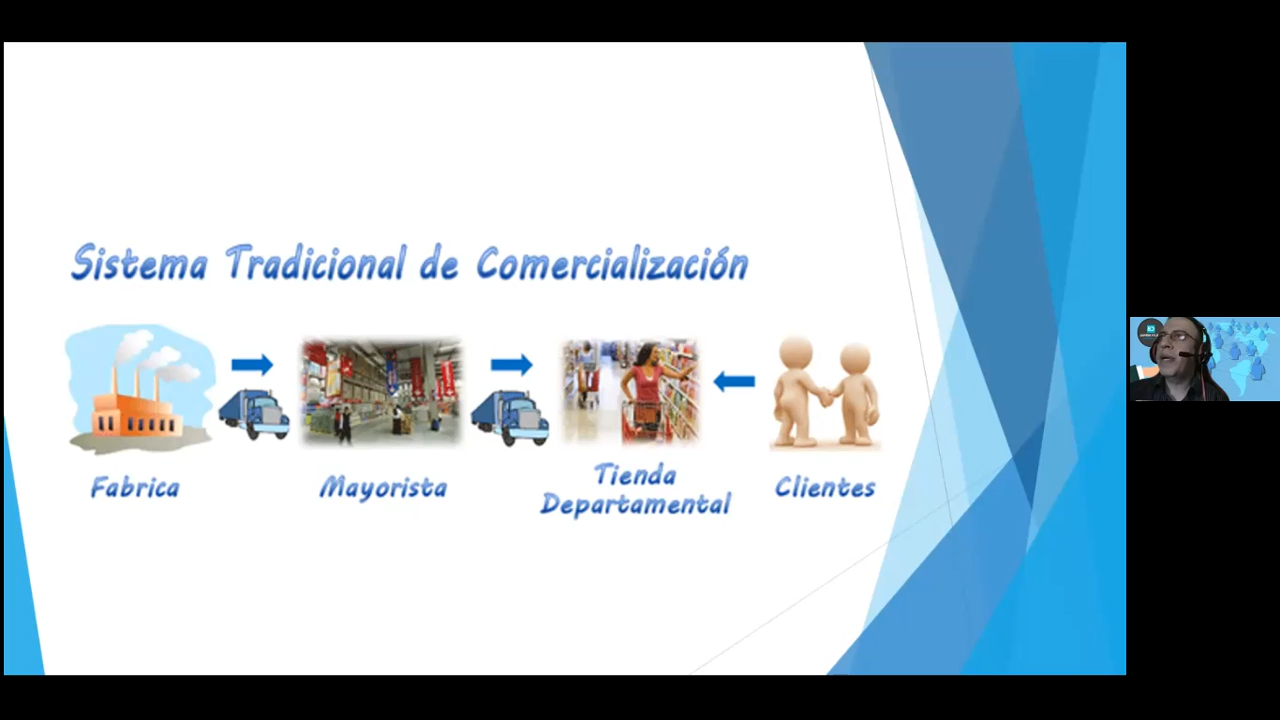 Sistema Tradicional de Comercialización
Fabrica
Mayorista
Tienda
Departamental
Clientes